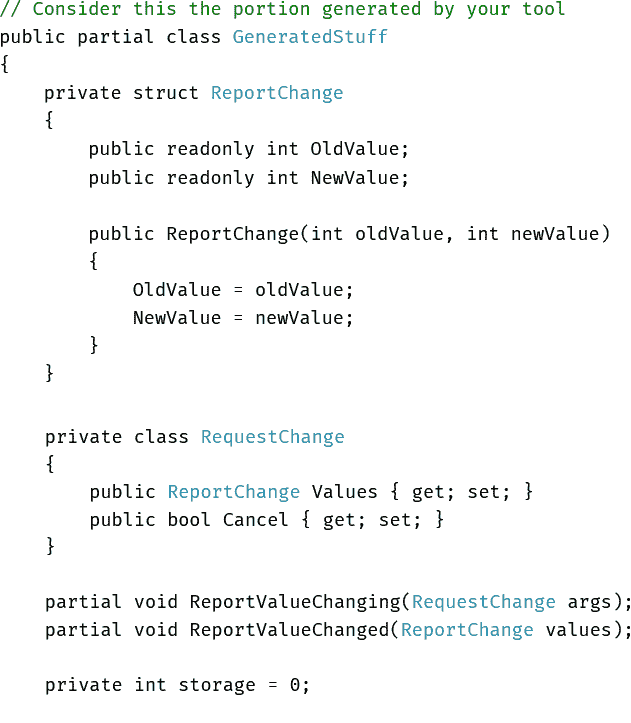 // Consider this the portion generated by your tool
public partial class GeneratedStuff
{
    private struct ReportChange
    {
        public readonly int OldValue;
        public readonly int NewValue;

        public ReportChange(int oldValue, int newValue)
        {
            OldValue = oldValue;
            NewValue = newValue;
        }
    }

    private class RequestChange
    {
        public ReportChange Values { get; set; }
        public bool Cancel { get; set; }
    }

    partial void ReportValueChanging(RequestChange args);
    partial void ReportValueChanged(ReportChange values);

    private int storage = 0;